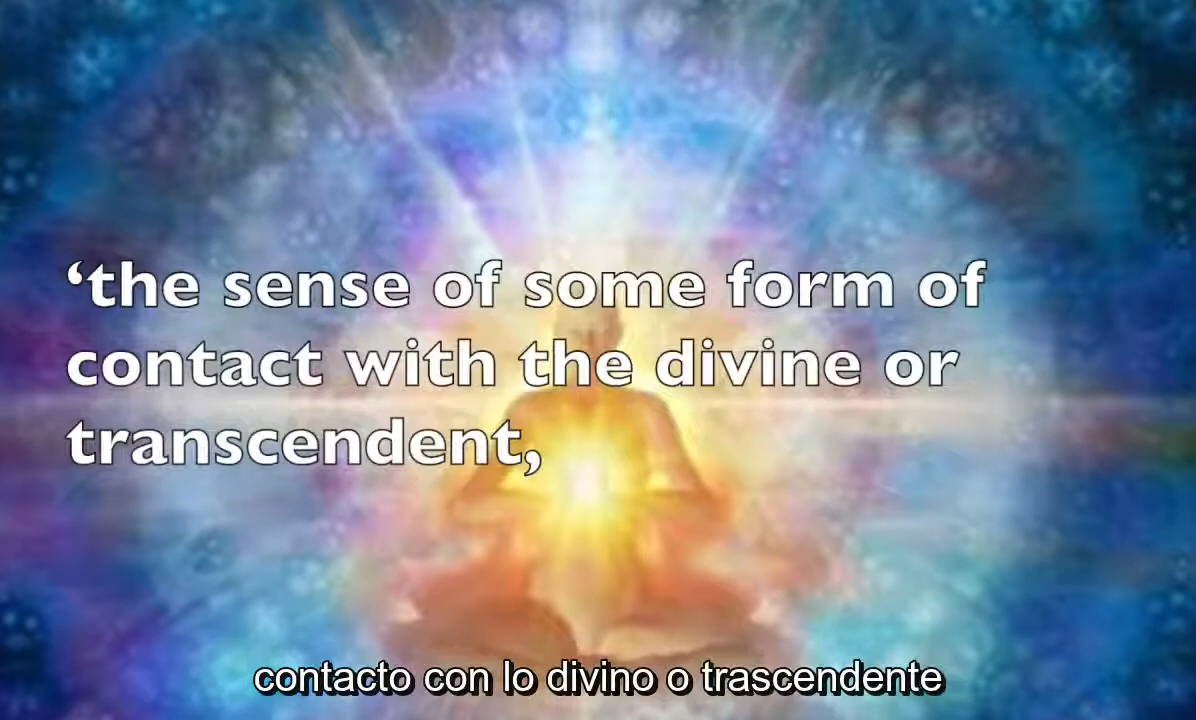 ‘the sense of some form of
contact with the divine or
transcendent,
contacto con lo divino o trascendente